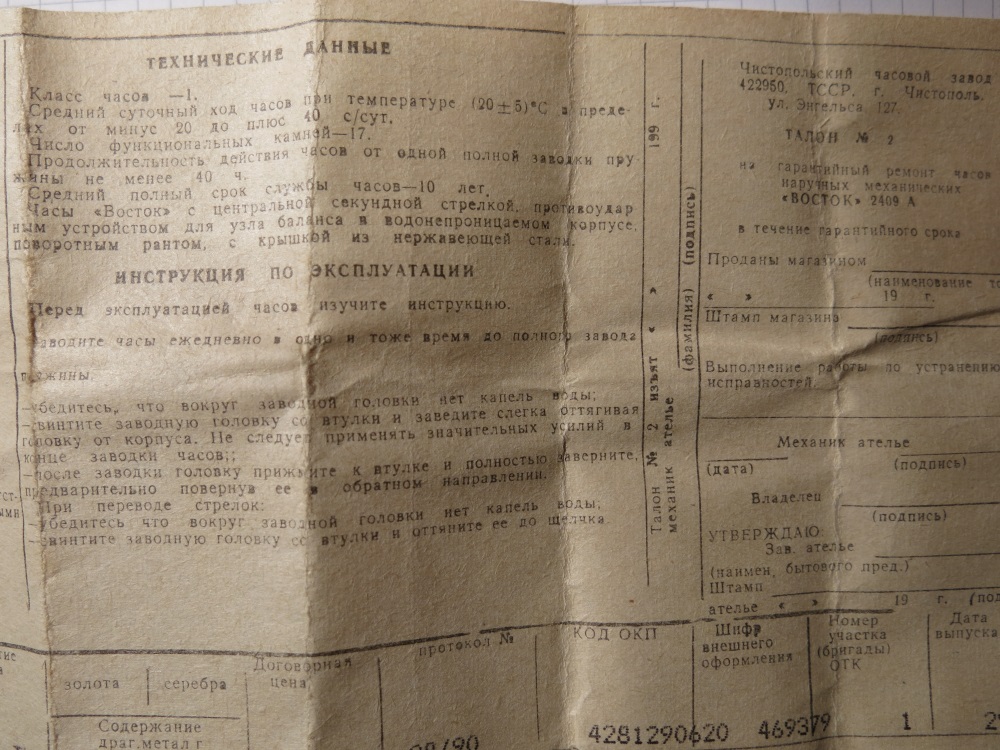 ТЕХНИЧЕСКИЕ ДАННЫЕ
Класс часов —1.
Средний суточный ход часов при температуре (20±5)°С в преде-
лах от минус 20 до плюс 40 с/сут.
Число функциональных камней—17.
Продолжительность действия часов от одной полной заводки пру-
жины не менее 40 ч.
Средний полный срок службы часов—10 лет.
Часы «Восток» с центральной секундной стрелкой, противоудар
ным устройством для узла баланса в водонепроницаемом корпусе,
поворотным рантом, с крышкой из нержавеющей стали.
ИНСТРУКЦИЯ ПО ЭКСПЛУАТАЦИИ
Перед эксплуатацией часов изучите инструкцию.
Заводите часы ежедневно в одно и тоже время до полного завода
пружины.
—убедитесь, что вокруг заводной головки нет капель воды;
—свинтите заводную головку со втулки и заведите слегка оттягивая
головку от корпуса. Не следует применять значительных усилий в
конце заводки часов;;
—после заводки головку прижмите к втулке и полностью заверните,
предварительно повернув ее в обратном направлении.
При переводе стрелок:
—убедитесь что вокруг заводной головки нет капель воды;
—свинтите заводную головку со втулки и оттяните ее до щелчка.
золота
серебра
Содержание
драг.метал г
Договорная
цена
протокол №
08/90
КОД ОКП
4281290620
Талон № 2 изъят « » 199 г.
механик ателье
(фамилия) (подпись)
Чистопольский часовой завод
422950. ТССР, г. Чистополь.
ул. Энгельса 127.
ТАЛОН № 2
на гарантийный ремонт часов
наручных механических
«ВОСТОК» 2409 А
в течение гарантийного срока
Проданы магазином
(наименование
« » 19 г.
Штамп магазина
(подпись)
Выполнение работы по устранению
исправностей.
Механик ателье
(дата) (подпись)
Владелец
(подпись)
УТВЕРЖДАЮ:
Зав. ателье
(наимен, бытового пред.)
Штамп
ателье « » 19 г.
Шифр
внешнего
оформления
469379
Номер
участка
(бригады)
ОТК
1
Дата
выпуска